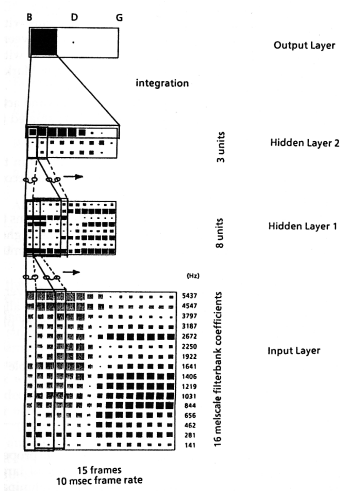 B D G
Output Layer
integration
3 units
Hidden Layer 2
8 units
Hidden Layer 1
(Hz)
5437
4547
3797
3187
2672
2250
1922
1641
1406
1219
1031
844
656
462
281
141
16 melscale filterbank coefficients
Input Layer
15 frames
10 msec frame rate